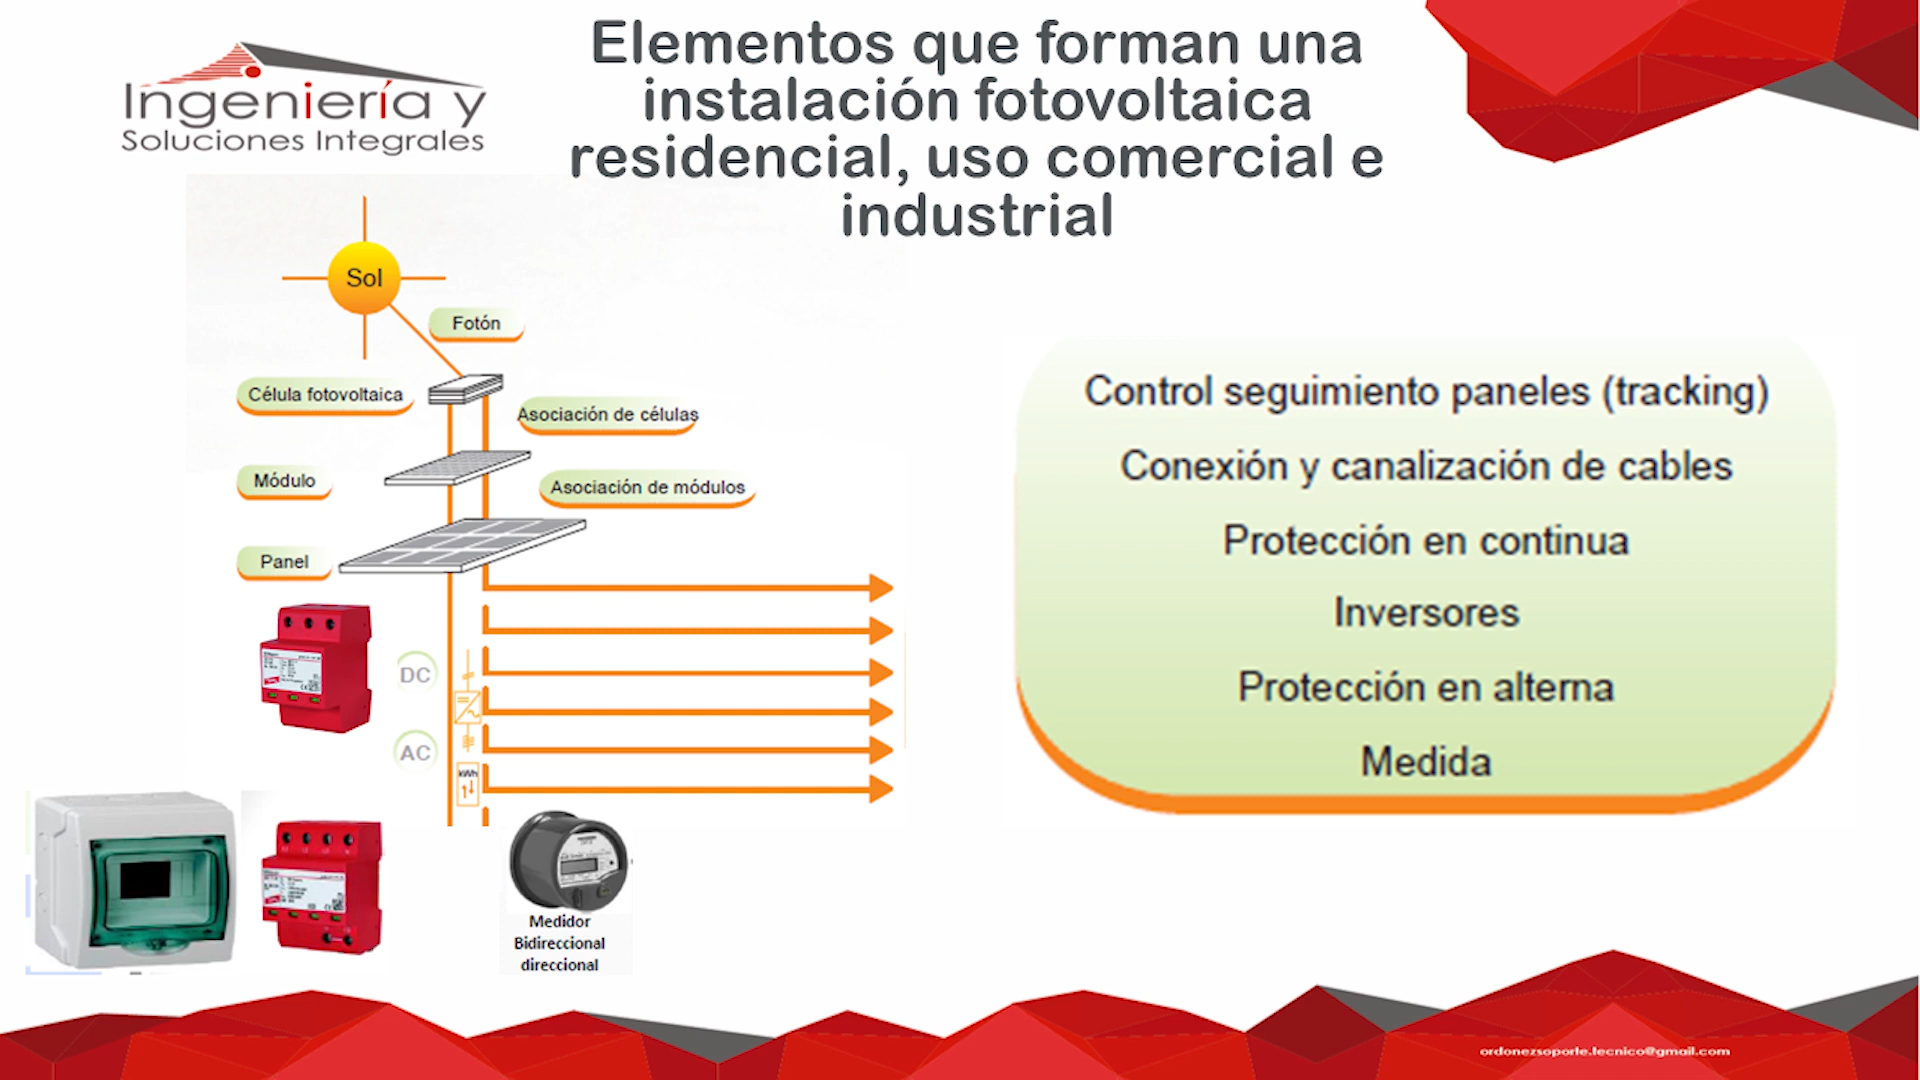 Elementos que forman una
instalación fotovoltaica
residencial, uso comercial e
industrial
Ingeniería y
Soluciones Integrales
Sol
Fotón
Célula fotovoltaica
Asociación de células
Módulo
Asociación de módulos
Panel
DC
AC
kWh
Medidor
Bidireccional
direccional
Control seguimiento paneles (tracking)
Conexión y canalización de cables
Protección en continua
Inversores
Protección en alterna
Medida
ordonezsoporte.tecnico@gmail.com